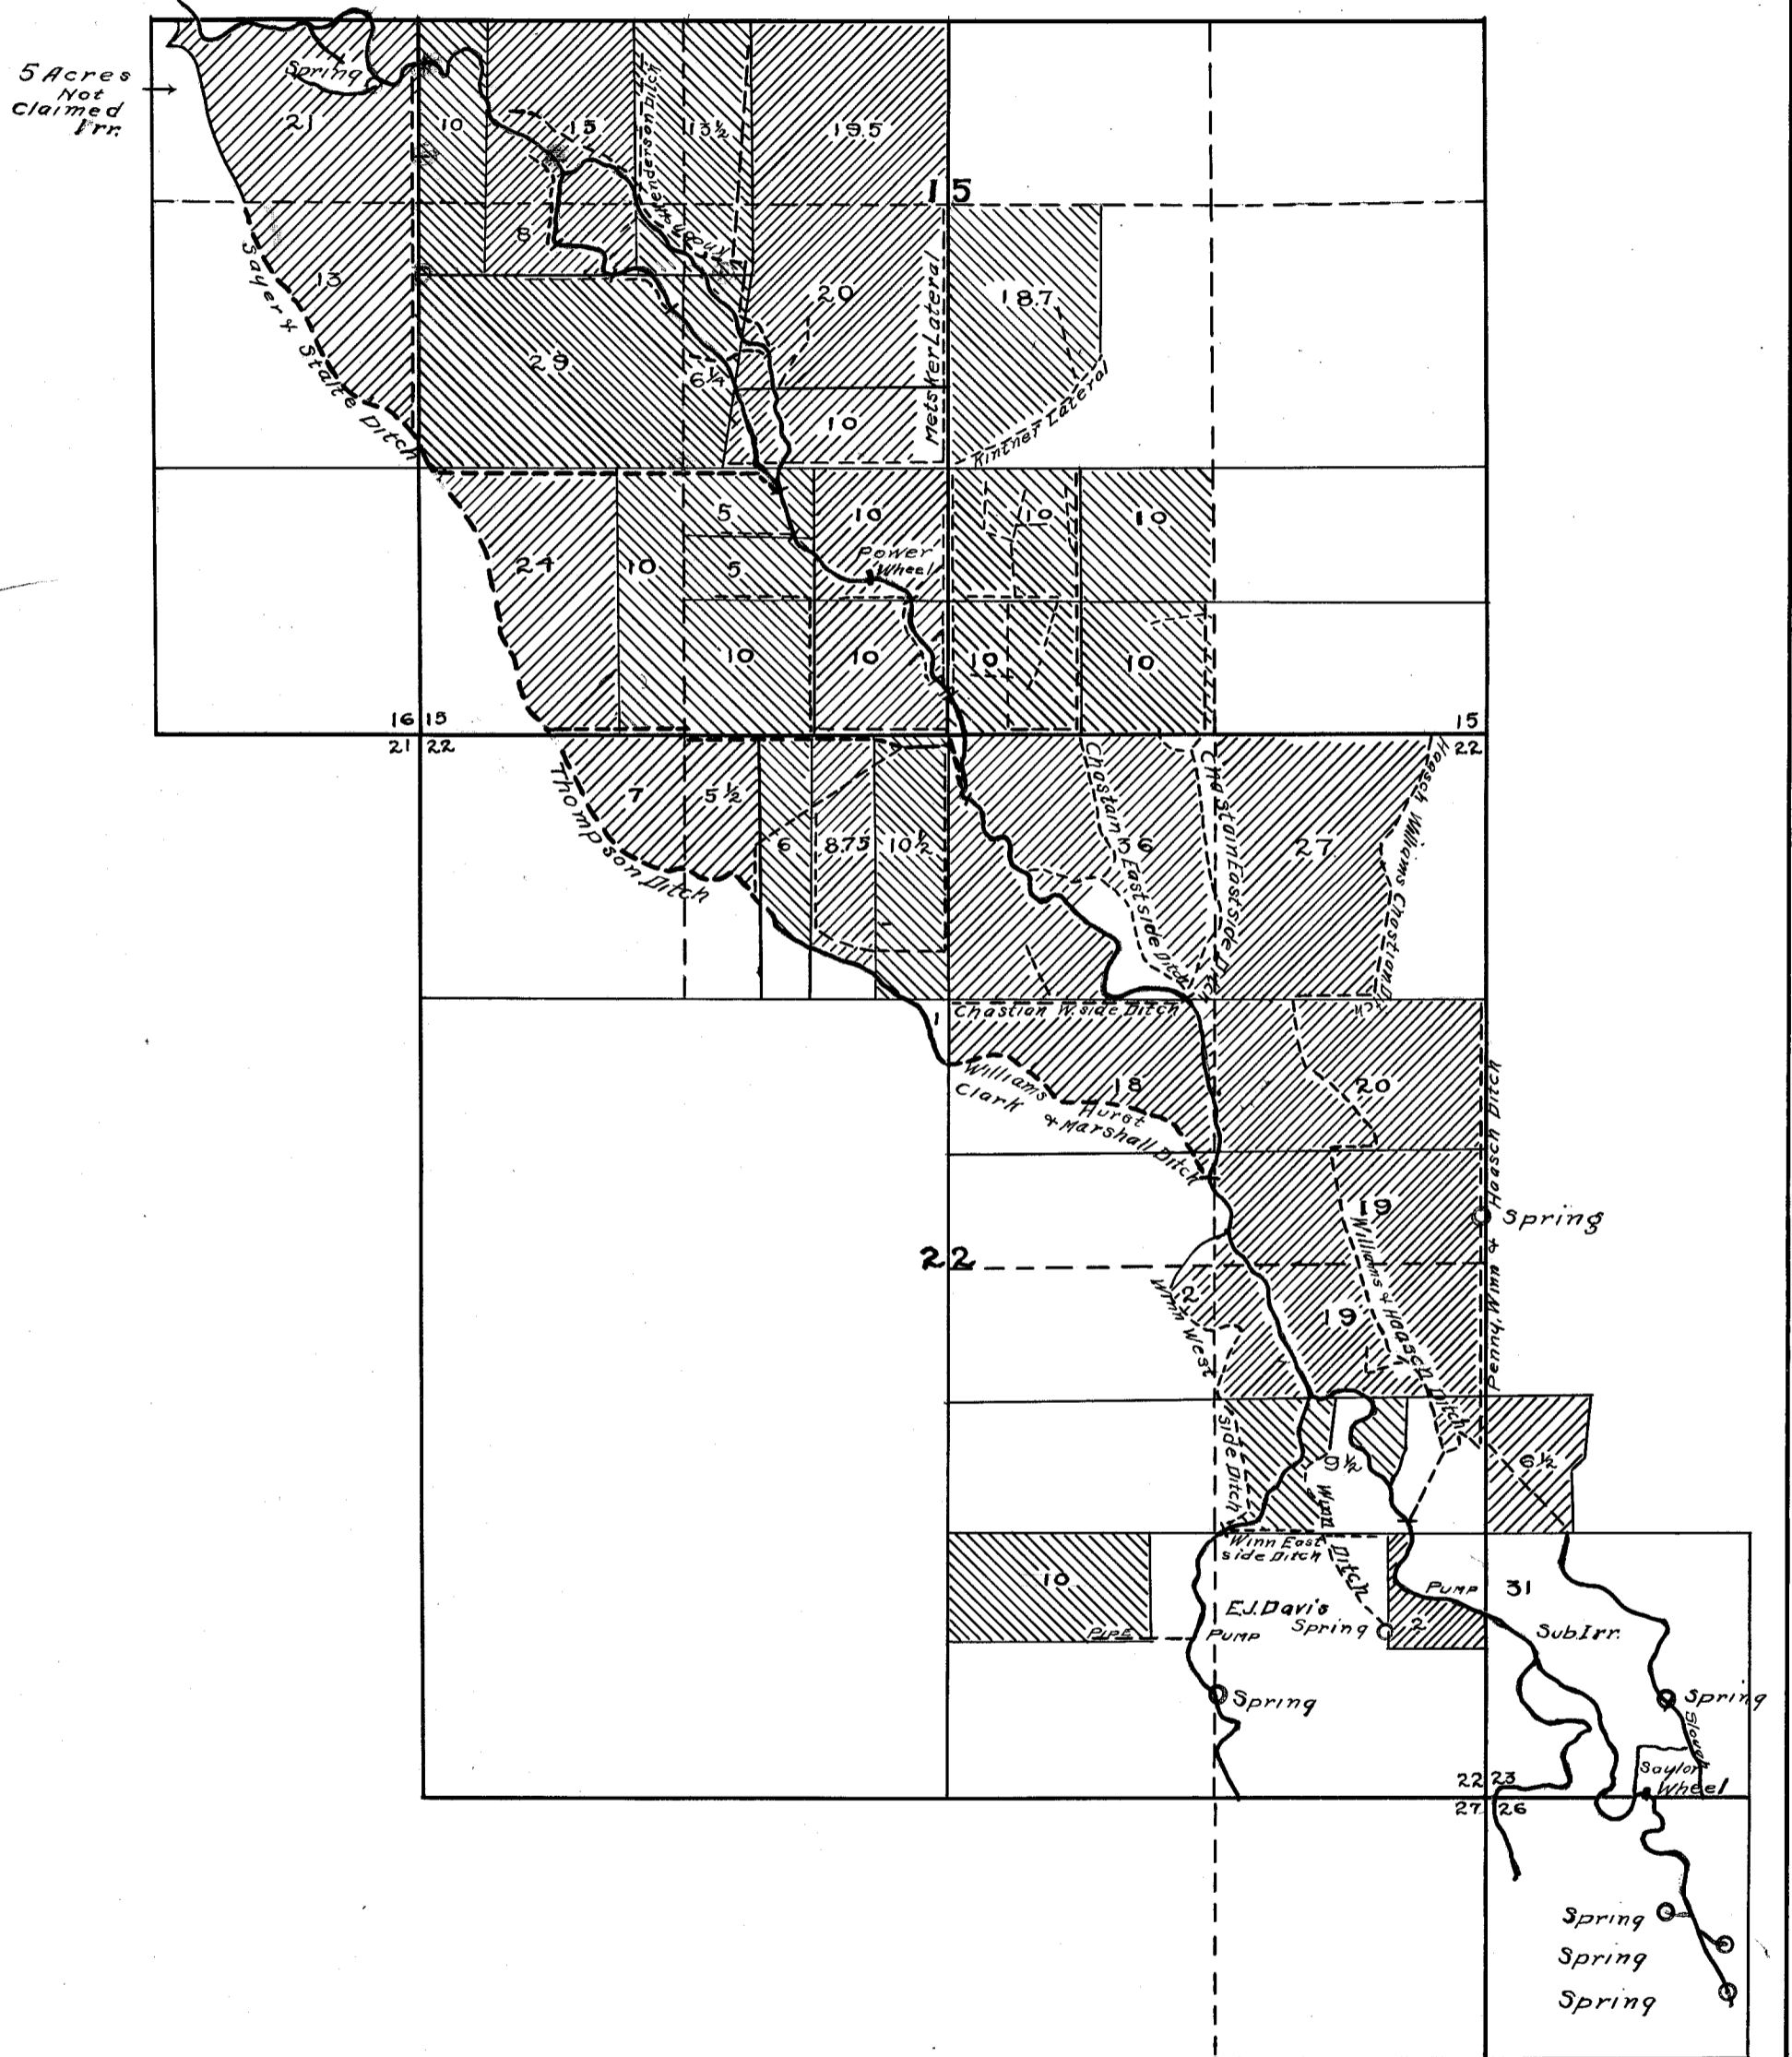 5 Acres
Not
Claimed
Irr.
Spring
21
10
15
13½
19.5
15
13
8
20
18.7
29
6¼
10
Sayer & Stalte Ditch
Metsker Lateral
Kintner Lateral
24
10
5
10
10
10
5
Power
Wheel
10
10
10
10
16 15
21 22
15
22
7
5½
6
8.75
10½
36
27
Thompson Ditch
Chastain Eastside Ditch
Chastain Eastside Ditch
Haasch Williams Chastian Ditch
1
Chastian W. side Ditch
18
20
Williams
Clark
Hurst
& Marshall Ditch
19
Spring
Penny, Winn & Haasch Ditch
Williams & Haasch Ditch
22
2
19
Winn West
side Ditch
9½
6½
Winn Ditch
Winn East
side Ditch
10
E.J. Davis
Spring
PIPE
PUMP
2
PUMP
31
Sub. Irr.
Spring
Spring
Slough
Saylor
Wheel
22 23
27 26
Spring
Spring
Spring